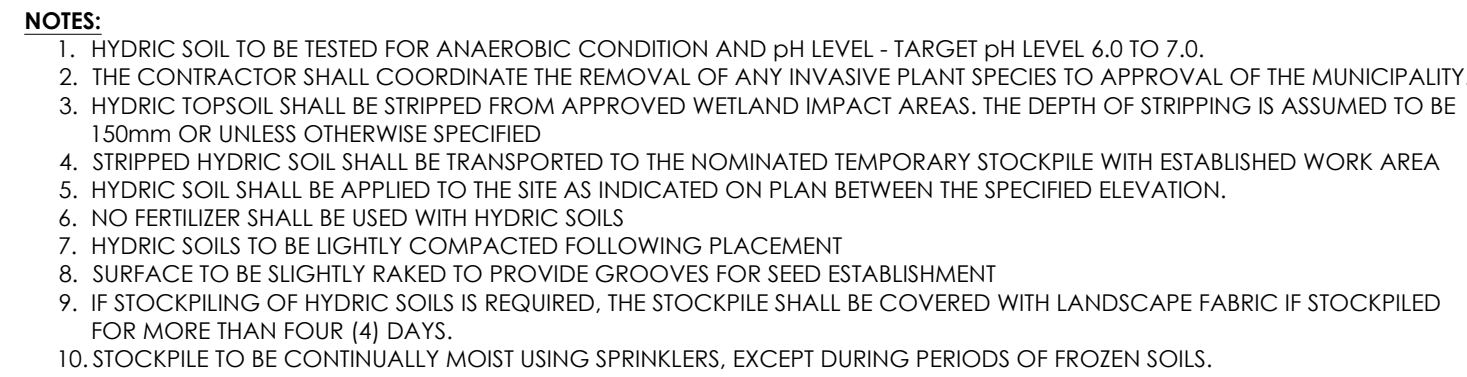 NOTES:
1. HYDRIC SOIL TO BE TESTED FOR ANAEROBIC CONDITION AND pH LEVEL - TARGET pH LEVEL 6.0 TO 7.0.
2. THE CONTRACTOR SHALL COORDINATE THE REMOVAL OF ANY INVASIVE PLANT SPECIES TO APPROVAL OF THE MUNICIPALITY.
3. HYDRIC TOPSOIL SHALL BE STRIPPED FROM APPROVED WETLAND IMPACT AREAS. THE DEPTH OF STRIPPING IS ASSUMED TO BE
150mm OR UNLESS OTHERWISE SPECIFIED
4. STRIPPED HYDRIC SOIL SHALL BE TRANSPORTED TO THE NOMINATED TEMPORARY STOCKPILE WITH ESTABLISHED WORK AREA
5. HYDRIC SOIL SHALL BE APPLIED TO THE SITE AS INDICATED ON PLAN BETWEEN THE SPECIFIED ELEVATION.
6. NO FERTILIZER SHALL BE USED WITH HYDRIC SOILS
7. HYDRIC SOILS TO BE LIGHTLY COMPACTED FOLLOWING PLACEMENT
8. SURFACE TO BE SLIGHTLY RAKED TO PROVIDE GROOVES FOR SEED ESTABLISHMENT
9. IF STOCKPILING OF HYDRIC SOILS IS REQUIRED, THE STOCKPILE SHALL BE COVERED WITH LANDSCAPE FABRIC IF STOCKPILED
FOR MORE THAN FOUR (4) DAYS.
10. STOCKPILE TO BE CONTINUALLY MOIST USING SPRINKLERS, EXCEPT DURING PERIODS OF FROZEN SOILS.